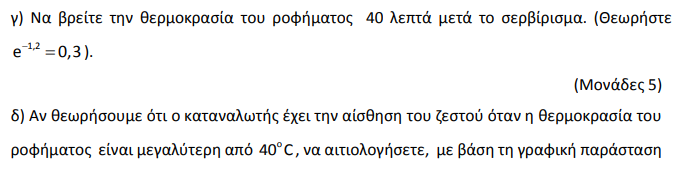 γ) Να βρείτε την θερμοκρασία του ροφήματος 40 λεπτά μετά το σερβίρισμα. (Θεωρήστε
e⁻¹,² = 0,3 ).
(Μονάδες 5)
δ) Αν θεωρήσουμε ότι ο καταναλωτής έχει την αίσθηση του ζεστού όταν η θερμοκρασία του
ροφήματος είναι μεγαλύτερη από 40°C, να αιτιολογήσετε, με βάση τη γραφική παράσταση